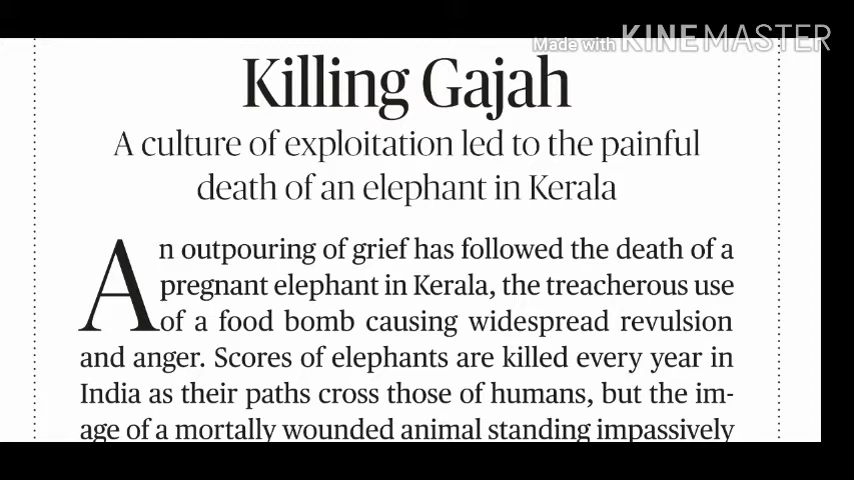 Made with KINEMASTER
Killing Gajah
A culture of exploitation led to the painful
death of an elephant in Kerala
An outpouring of grief has followed the death of a
pregnant elephant in Kerala, the treacherous use
of a food bomb causing widespread revulsion
and anger. Scores of elephants are killed every year in
India as their paths cross those of humans, but the im-
age of a mortally wounded animal standing impassively